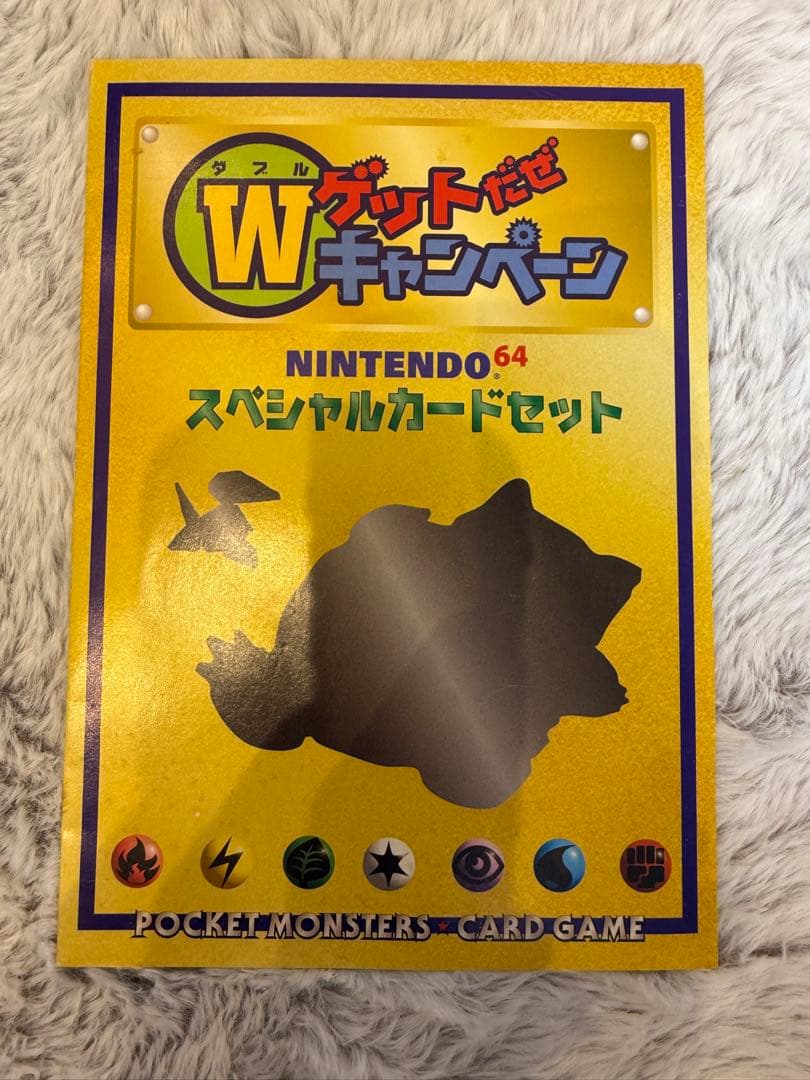 ダブル
W ゲットだぜ
キャンペーン
NINTENDO64®
スペシャルカードセット
POCKET MONSTERS★CARD GAME